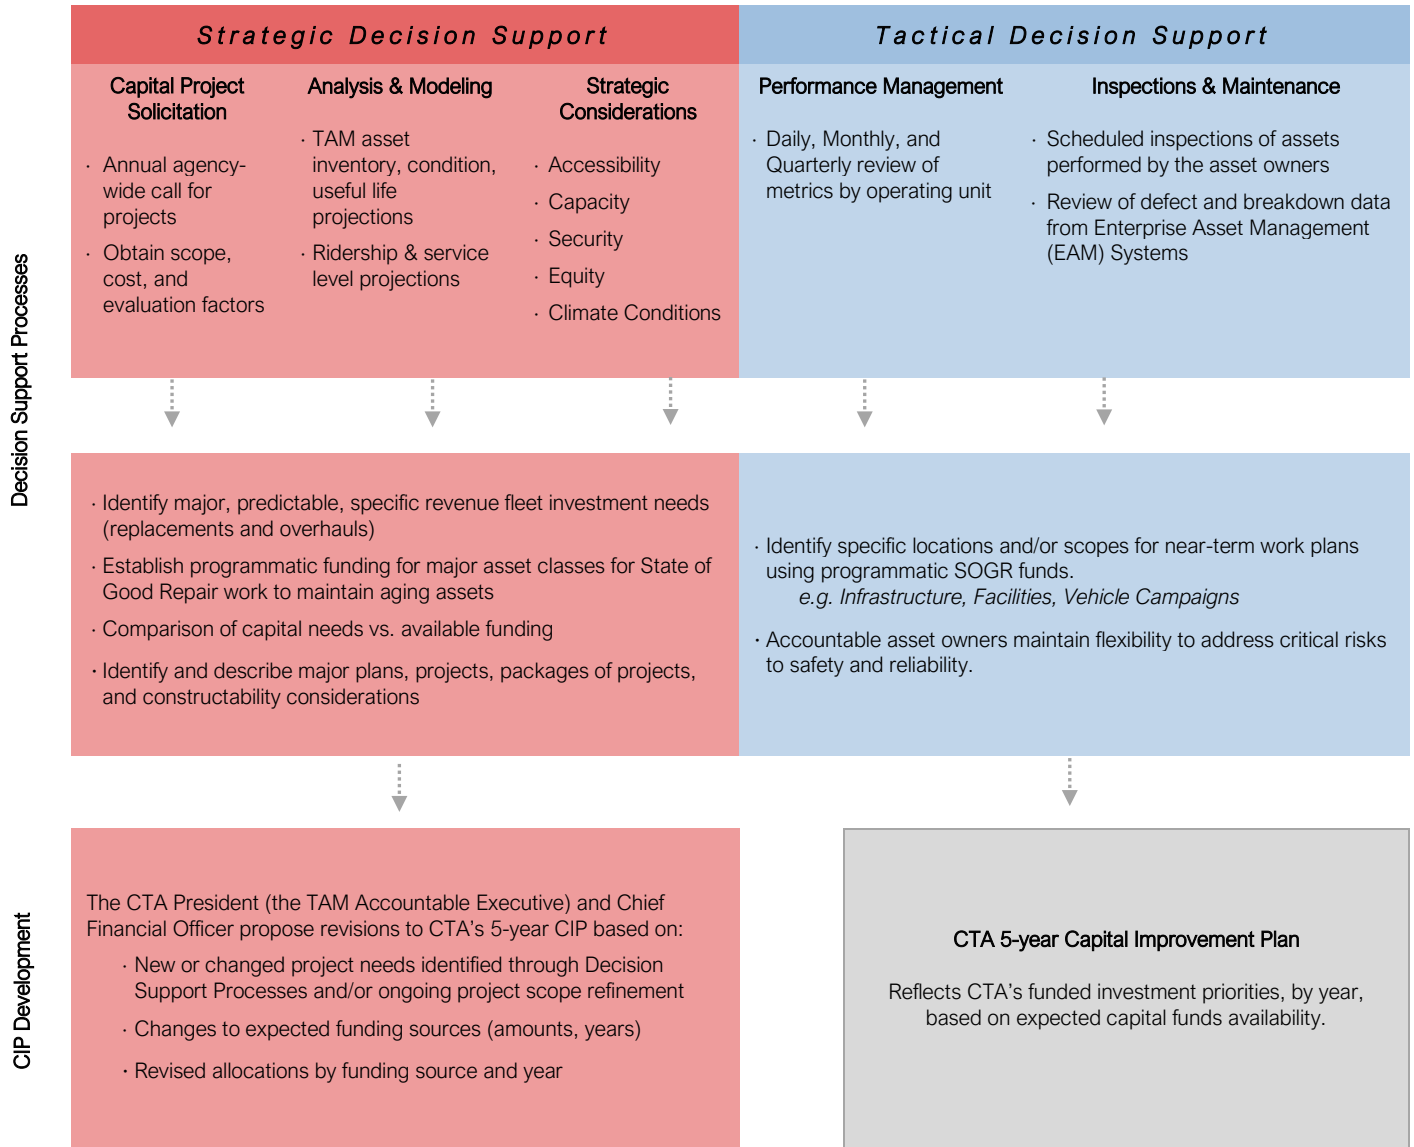 Strategic Decision Support
Tactical Decision Support
Decision Support Processes
Capital Project
Solicitation
· Annual agency-
wide call for
projects
· Obtain scope,
cost, and
evaluation factors
Analysis & Modeling
· TAM asset
inventory, condition,
useful life
projections
· Ridership & service
level projections
Strategic
Considerations
· Accessibility
· Capacity
· Security
· Equity
· Climate Conditions
Performance Management
· Daily, Monthly, and
Quarterly review of
metrics by operating unit
Inspections & Maintenance
· Scheduled inspections of assets
performed by the asset owners
· Review of defect and breakdown data
from Enterprise Asset Management
(EAM) Systems
· Identify major, predictable, specific revenue fleet investment needs
(replacements and overhauls)
· Establish programmatic funding for major asset classes for State of
Good Repair work to maintain aging assets
· Comparison of capital needs vs. available funding
· Identify and describe major plans, projects, packages of projects,
and constructability considerations
· Identify specific locations and/or scopes for near-term work plans
using programmatic SOGR funds.
e.g. Infrastructure, Facilities, Vehicle Campaigns
· Accountable asset owners maintain flexibility to address critical risks
to safety and reliability.
CIP Development
The CTA President (the TAM Accountable Executive) and Chief
Financial Officer propose revisions to CTA's 5-year CIP based on:
· New or changed project needs identified through Decision
Support Processes and/or ongoing project scope refinement
· Changes to expected funding sources (amounts, years)
· Revised allocations by funding source and year
CTA 5-year Capital Improvement Plan
Reflects CTA's funded investment priorities, by year,
based on expected capital funds availability.